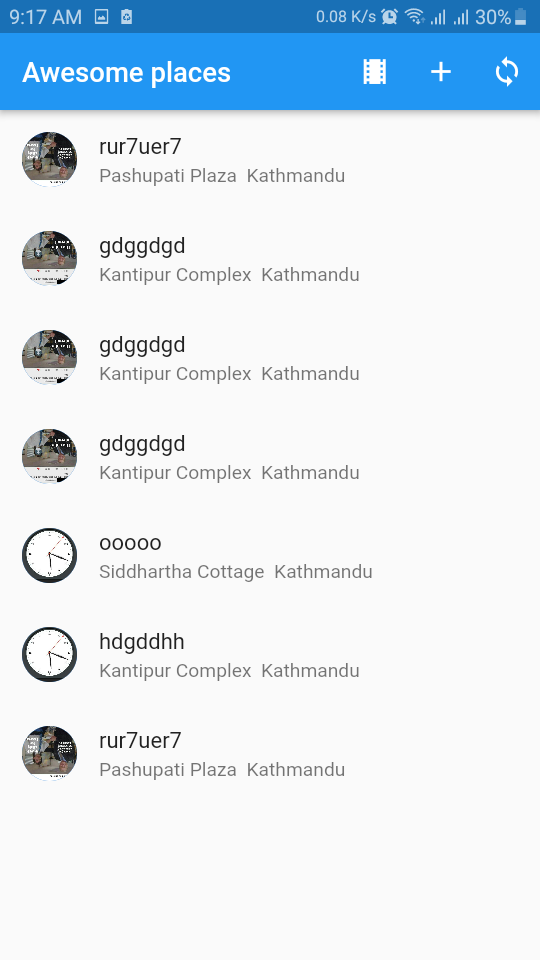 9:17 AM 0.08 K/s 30%
Awesome places
rur7uer7
Pashupati Plaza  Kathmandu
gdggdgd
Kantipur Complex  Kathmandu
gdggdgd
Kantipur Complex  Kathmandu
gdggdgd
Kantipur Complex  Kathmandu
ooooo
Siddhartha Cottage  Kathmandu
hdgddhh
Kantipur Complex  Kathmandu
rur7uer7
Pashupati Plaza  Kathmandu